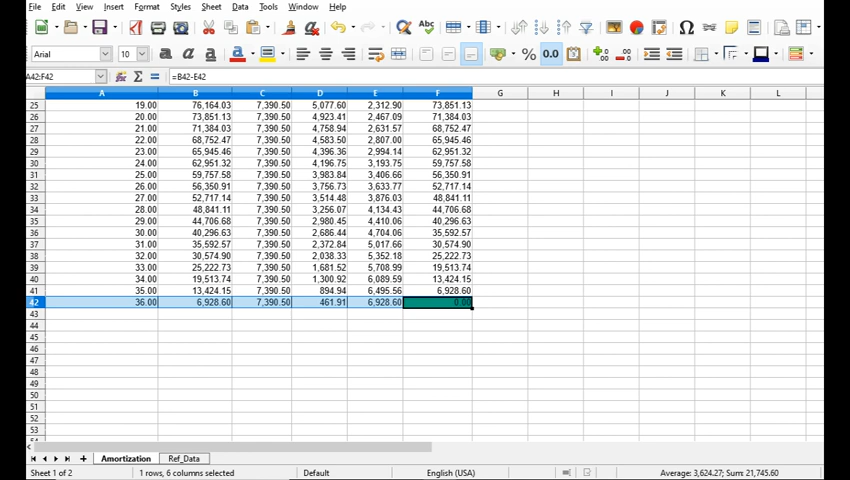 File Edit View Insert Format Styles Sheet Data Tools Window Help
Arial 10 0.0
A42:F42 =B42-E42
A B C D E F G H I J K L
25 19.00 76,164.03 7,390.50 5,077.60 2,312.90 73,851.13
26 20.00 73,851.13 7,390.50 4,923.41 2,467.09 71,384.03
27 21.00 71,384.03 7,390.50 4,758.94 2,631.57 68,752.47
28 22.00 68,752.47 7,390.50 4,583.50 2,807.00 65,945.46
29 23.00 65,945.46 7,390.50 4,396.36 2,994.14 62,951.32
30 24.00 62,951.32 7,390.50 4,196.75 3,193.75 59,757.58
31 25.00 59,757.58 7,390.50 3,983.84 3,406.66 56,350.91
32 26.00 56,350.91 7,390.50 3,756.73 3,633.77 52,717.14
33 27.00 52,717.14 7,390.50 3,514.48 3,876.03 48,841.11
34 28.00 48,841.11 7,390.50 3,256.07 4,134.43 44,706.68
35 29.00 44,706.68 7,390.50 2,980.45 4,410.06 40,296.63
36 30.00 40,296.63 7,390.50 2,686.44 4,704.06 35,592.57
37 31.00 35,592.57 7,390.50 2,372.84 5,017.66 30,574.90
38 32.00 30,574.90 7,390.50 2,038.33 5,352.18 25,222.73
39 33.00 25,222.73 7,390.50 1,681.52 5,708.99 19,513.74
40 34.00 19,513.74 7,390.50 1,300.92 6,089.59 13,424.15
41 35.00 13,424.15 7,390.50 894.94 6,495.56 6,928.60
42 36.00 6,928.60 7,390.50 461.91 6,928.60 0.00
43
44
45
46
47
48
49
50
51
52
53
Amortization Ref_Data
Sheet 1 of 2 1 rows, 6 columns selected Default English (USA) Average: 3,624.27; Sum: 21,745.60